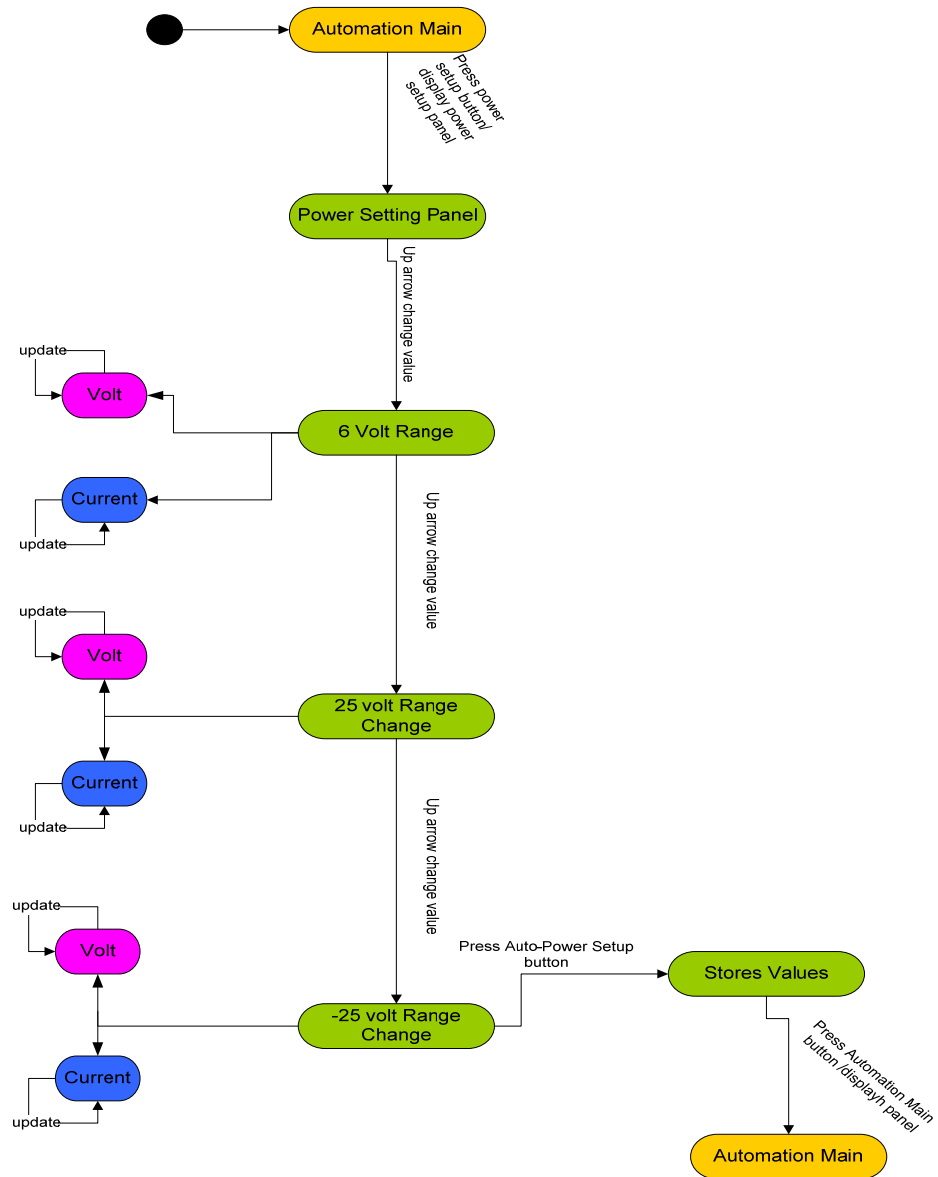 Automation Main
Press power
setup button/
display power
setup panel
Power Setting Panel
Up arrow change value
update
Volt
6 Volt Range
Current
update
Up arrow change value
update
Volt
25 volt Range
Change
Current
update
Up arrow change value
update
Volt
Press Auto-Power Setup
button
Stores Values
-25 volt Range
Change
Current
update
Press Automation Main
button /displayh panel
Automation Main